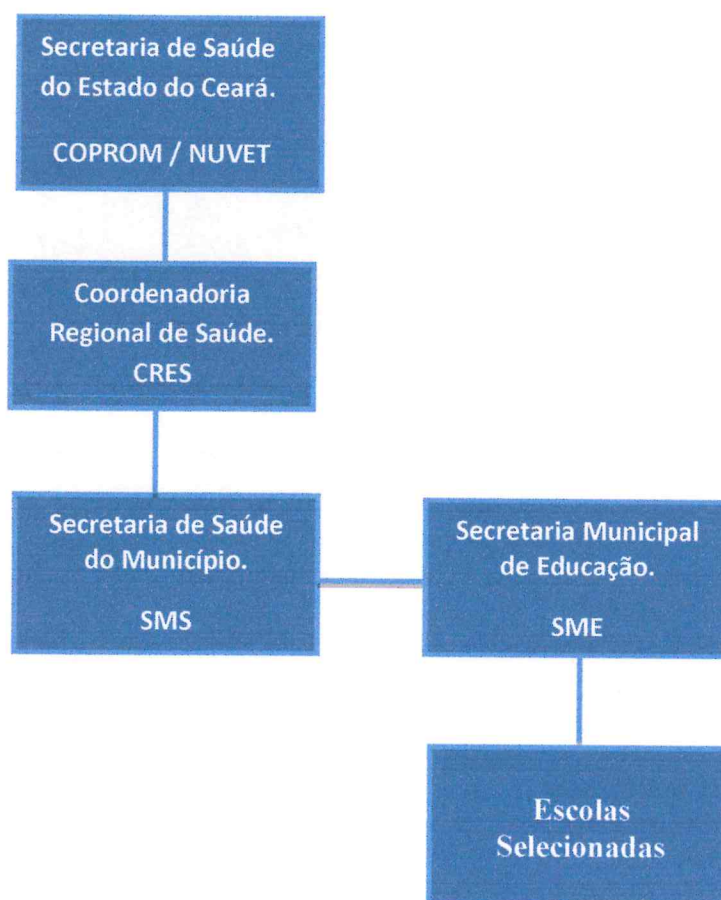 Secretaria de Saúde
do Estado do Ceará.
COPROM / NUVET
Coordenadoria
Regional de Saúde.
CRES
Secretaria de Saúde
do Município.
SMS
Secretaria Municipal
de Educação.
SME
Escolas
Selecionadas